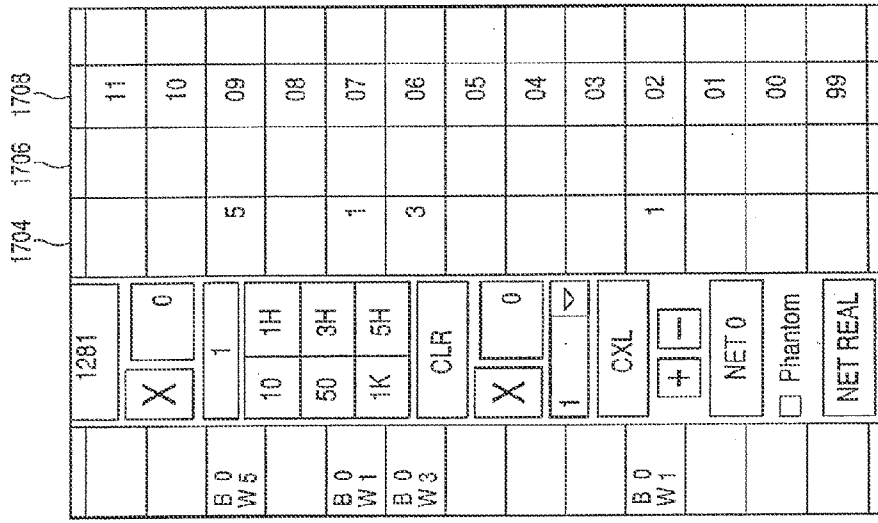 1704 1706 1708
1281
11
X 0
10
B 0
W 5
1
5
09
10 1H
08
50 3H
B 0
W 1
1
07
1K 5H
B 0
W 3
3
06
CLR
05
X 0
04
1
03
CXL
B 0
W 1
1
02
+ −
01
NET 0
00
Phantom
99
NET REAL